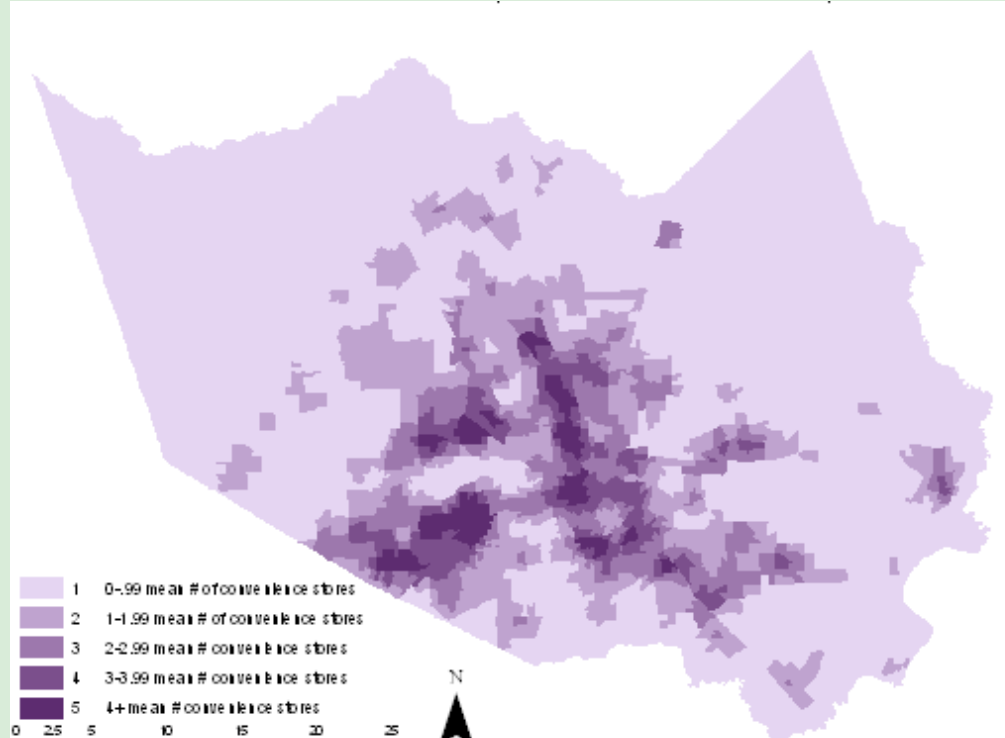 1 0-.99 mean # of convenience stores
2 1-1.99 mean # of convenience stores
3 2-2.99 mean # convenience stores
4 3-3.99 mean # convenience stores
5 4+ mean # convenience stores
0 2.5 5 10 15 20 25
N